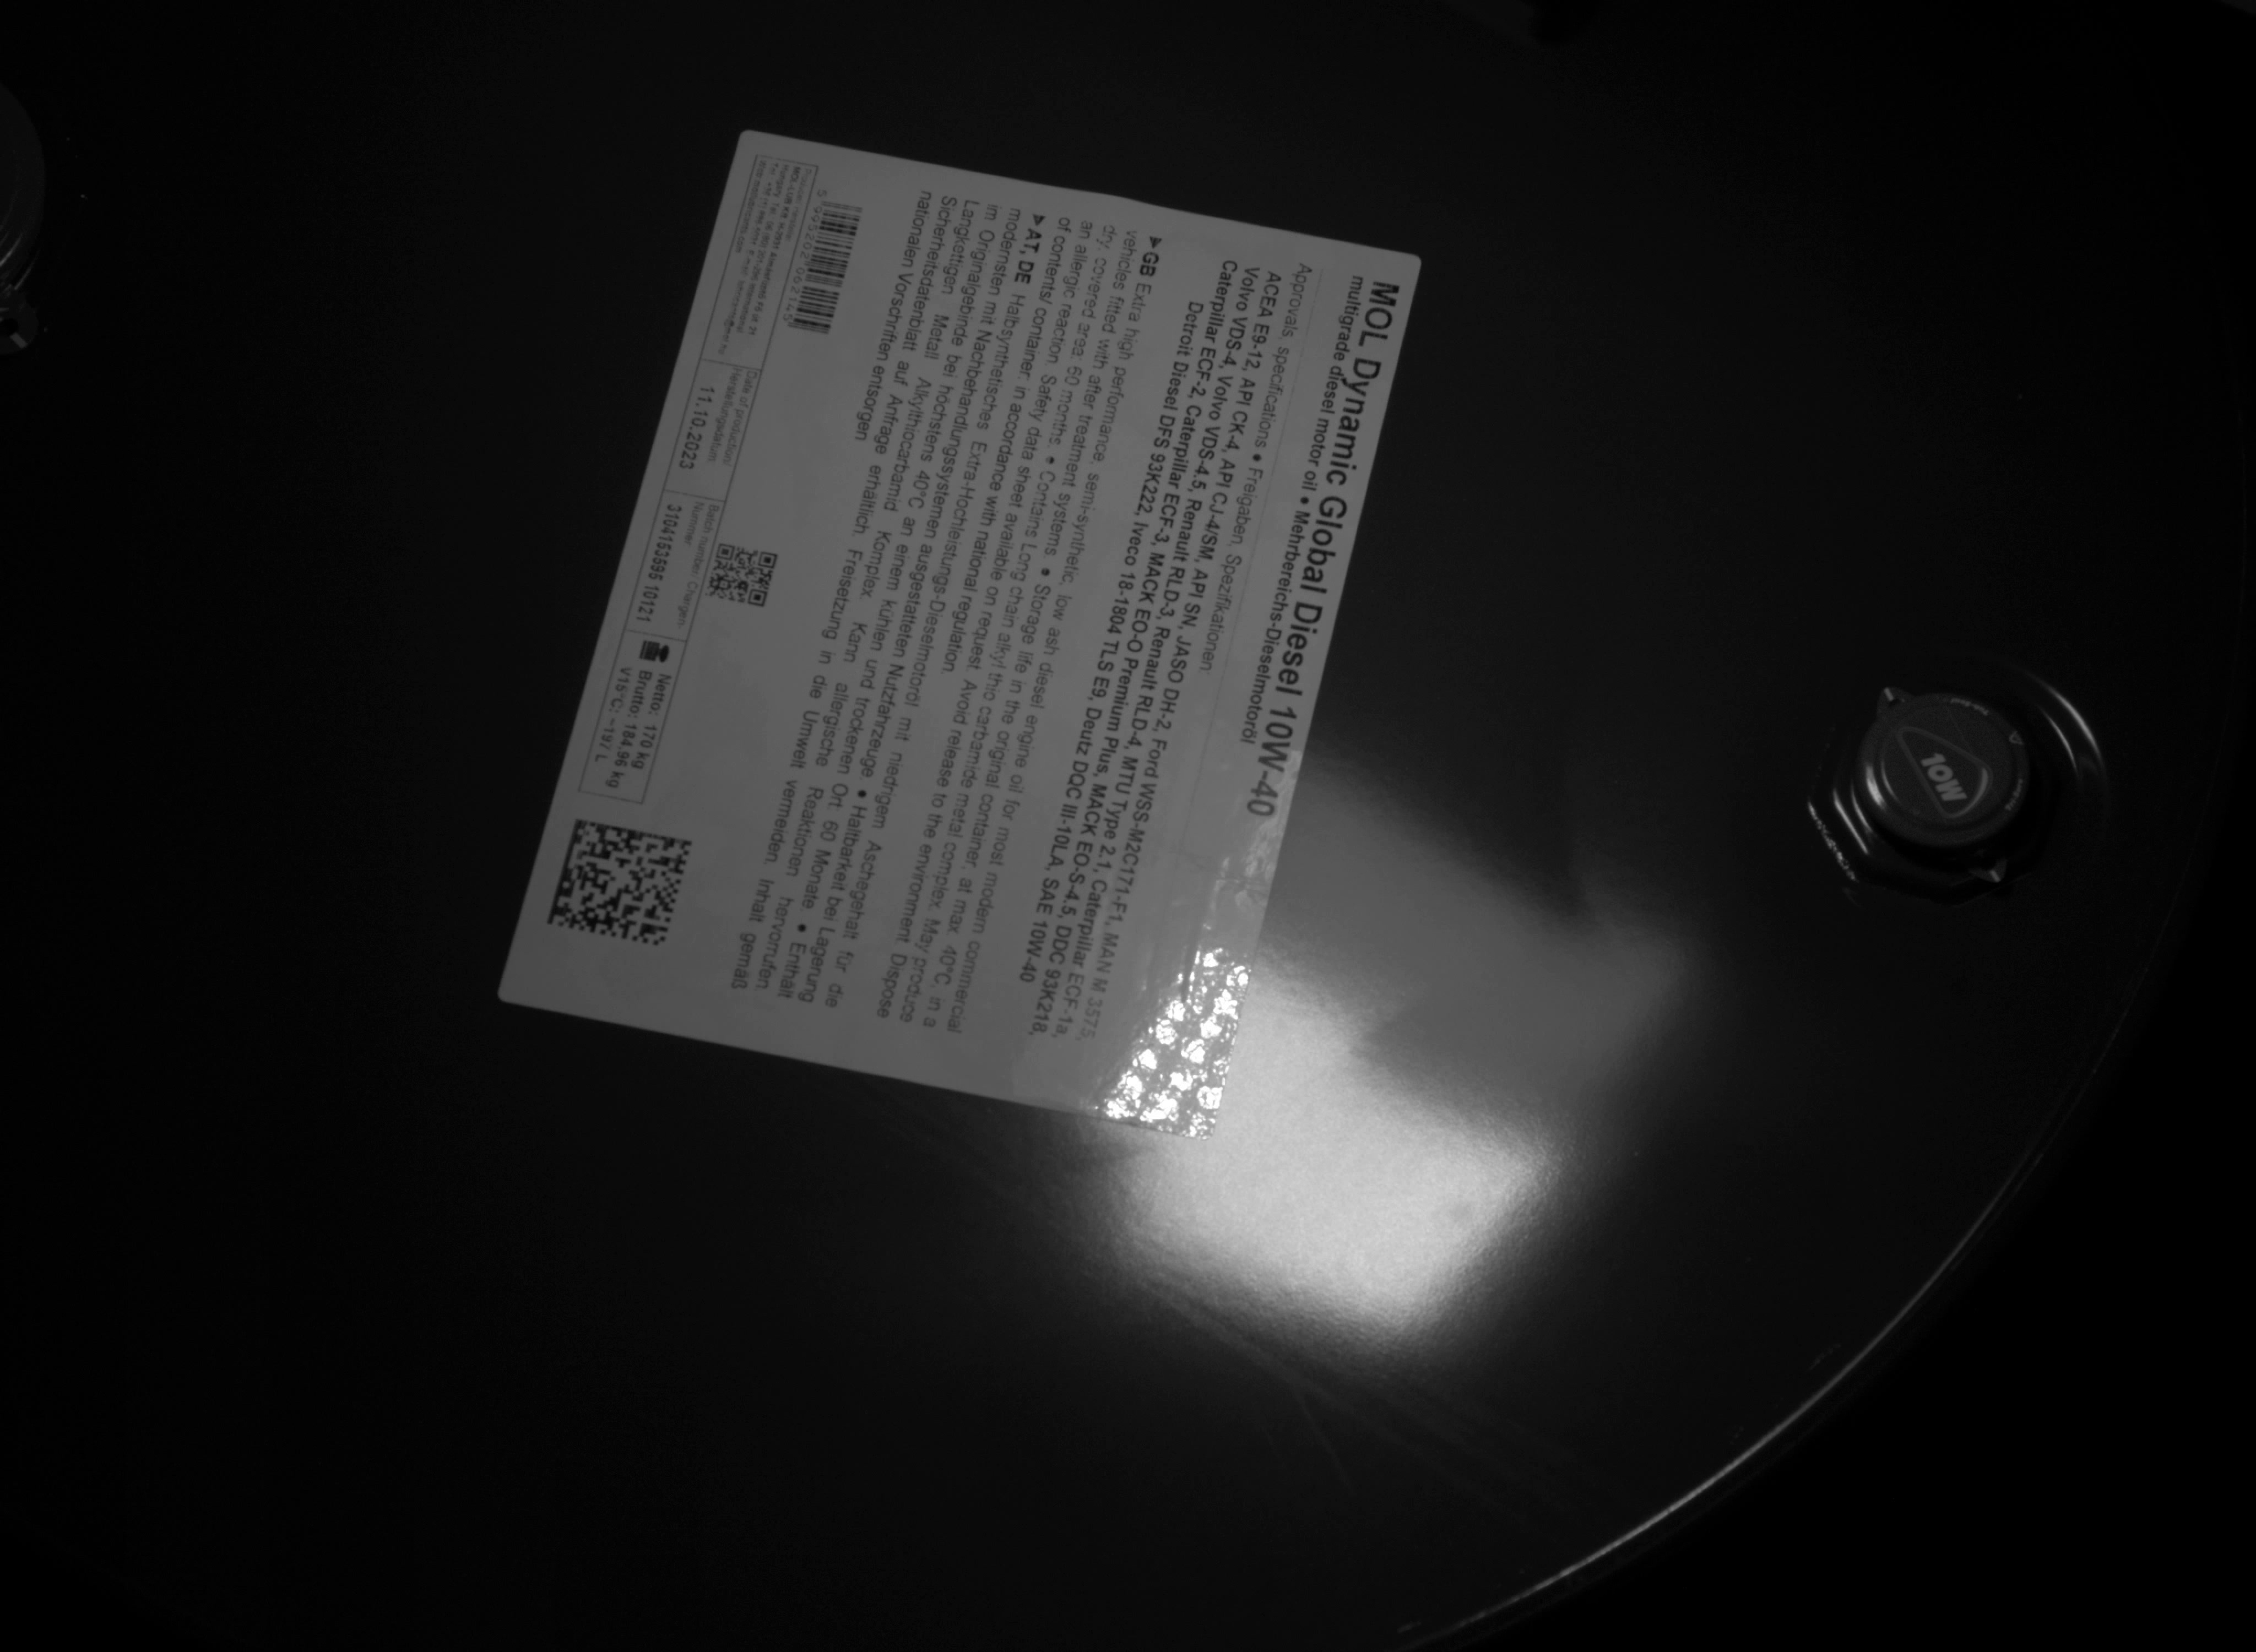 MOL Dynamic Global Diesel 10W-40
multigrade diesel motor oil • Mehrbereichs-Dieselmotoröl
Approvals, specifications • Freigaben, Spezifikationen:
ACEA E9-12, API CK-4, API CJ-4/SM, API SN, JASO DH-2, Ford WSS-M2C171-F1, MAN M 3575,
Volvo VDS-4, Volvo VDS-4.5, Renault RLD-3, Renault RLD-4, MTU Type 2.1, Caterpillar ECF-1a,
Caterpillar ECF-2, Caterpillar ECF-3, MACK EO-O Premium Plus, MACK EO-S-4.5, DDC 93K218,
Detroit Diesel DFS 93K222, Iveco 18-1804 TLS E9, Deutz DQC III-10LA, SAE 10W-40
GB Extra high performance, semi-synthetic, low ash diesel engine oil for most modern commercial
vehicles fitted with after treatment systems. • Storage life in the original container, at max. 40°C, in a
dry, covered area: 60 months. • Contains Long chain alkyl thio carbamide metal complex. May produce
an allergic reaction. Safety data sheet available on request. Avoid release to the environment. Dispose
of contents/ container in accordance with national regulation.
AT, DE Halbsynthetisches Extra-Hochleistungs-Dieselmotoröl mit niedrigem Aschegehalt für die
modernsten mit Nachbehandlungssystemen ausgestatteten Nutzfahrzeuge • Haltbarkeit bei Lagerung
im Originalgebinde bei höchstens 40°C an einem kühlen und trockenen Ort: 60 Monate • Enthält
Langkettigen Metall Alkylthiocarbamid Komplex. Kann allergische Reaktionen hervorrufen.
Sicherheitsdatenblatt auf Anfrage erhältlich. Freisetzung in die Umwelt vermeiden. Inhalt gemäß
nationalen Vorschriften entsorgen
5 995202 002145
Date of production/
Herstellungsdatum:
11.10.2023
Batch number/ Chargen-
Nummer:
3104153595 10121
Netto: 170 kg
Brutto: 184,96 kg
V15°C: ~197 L
MOL